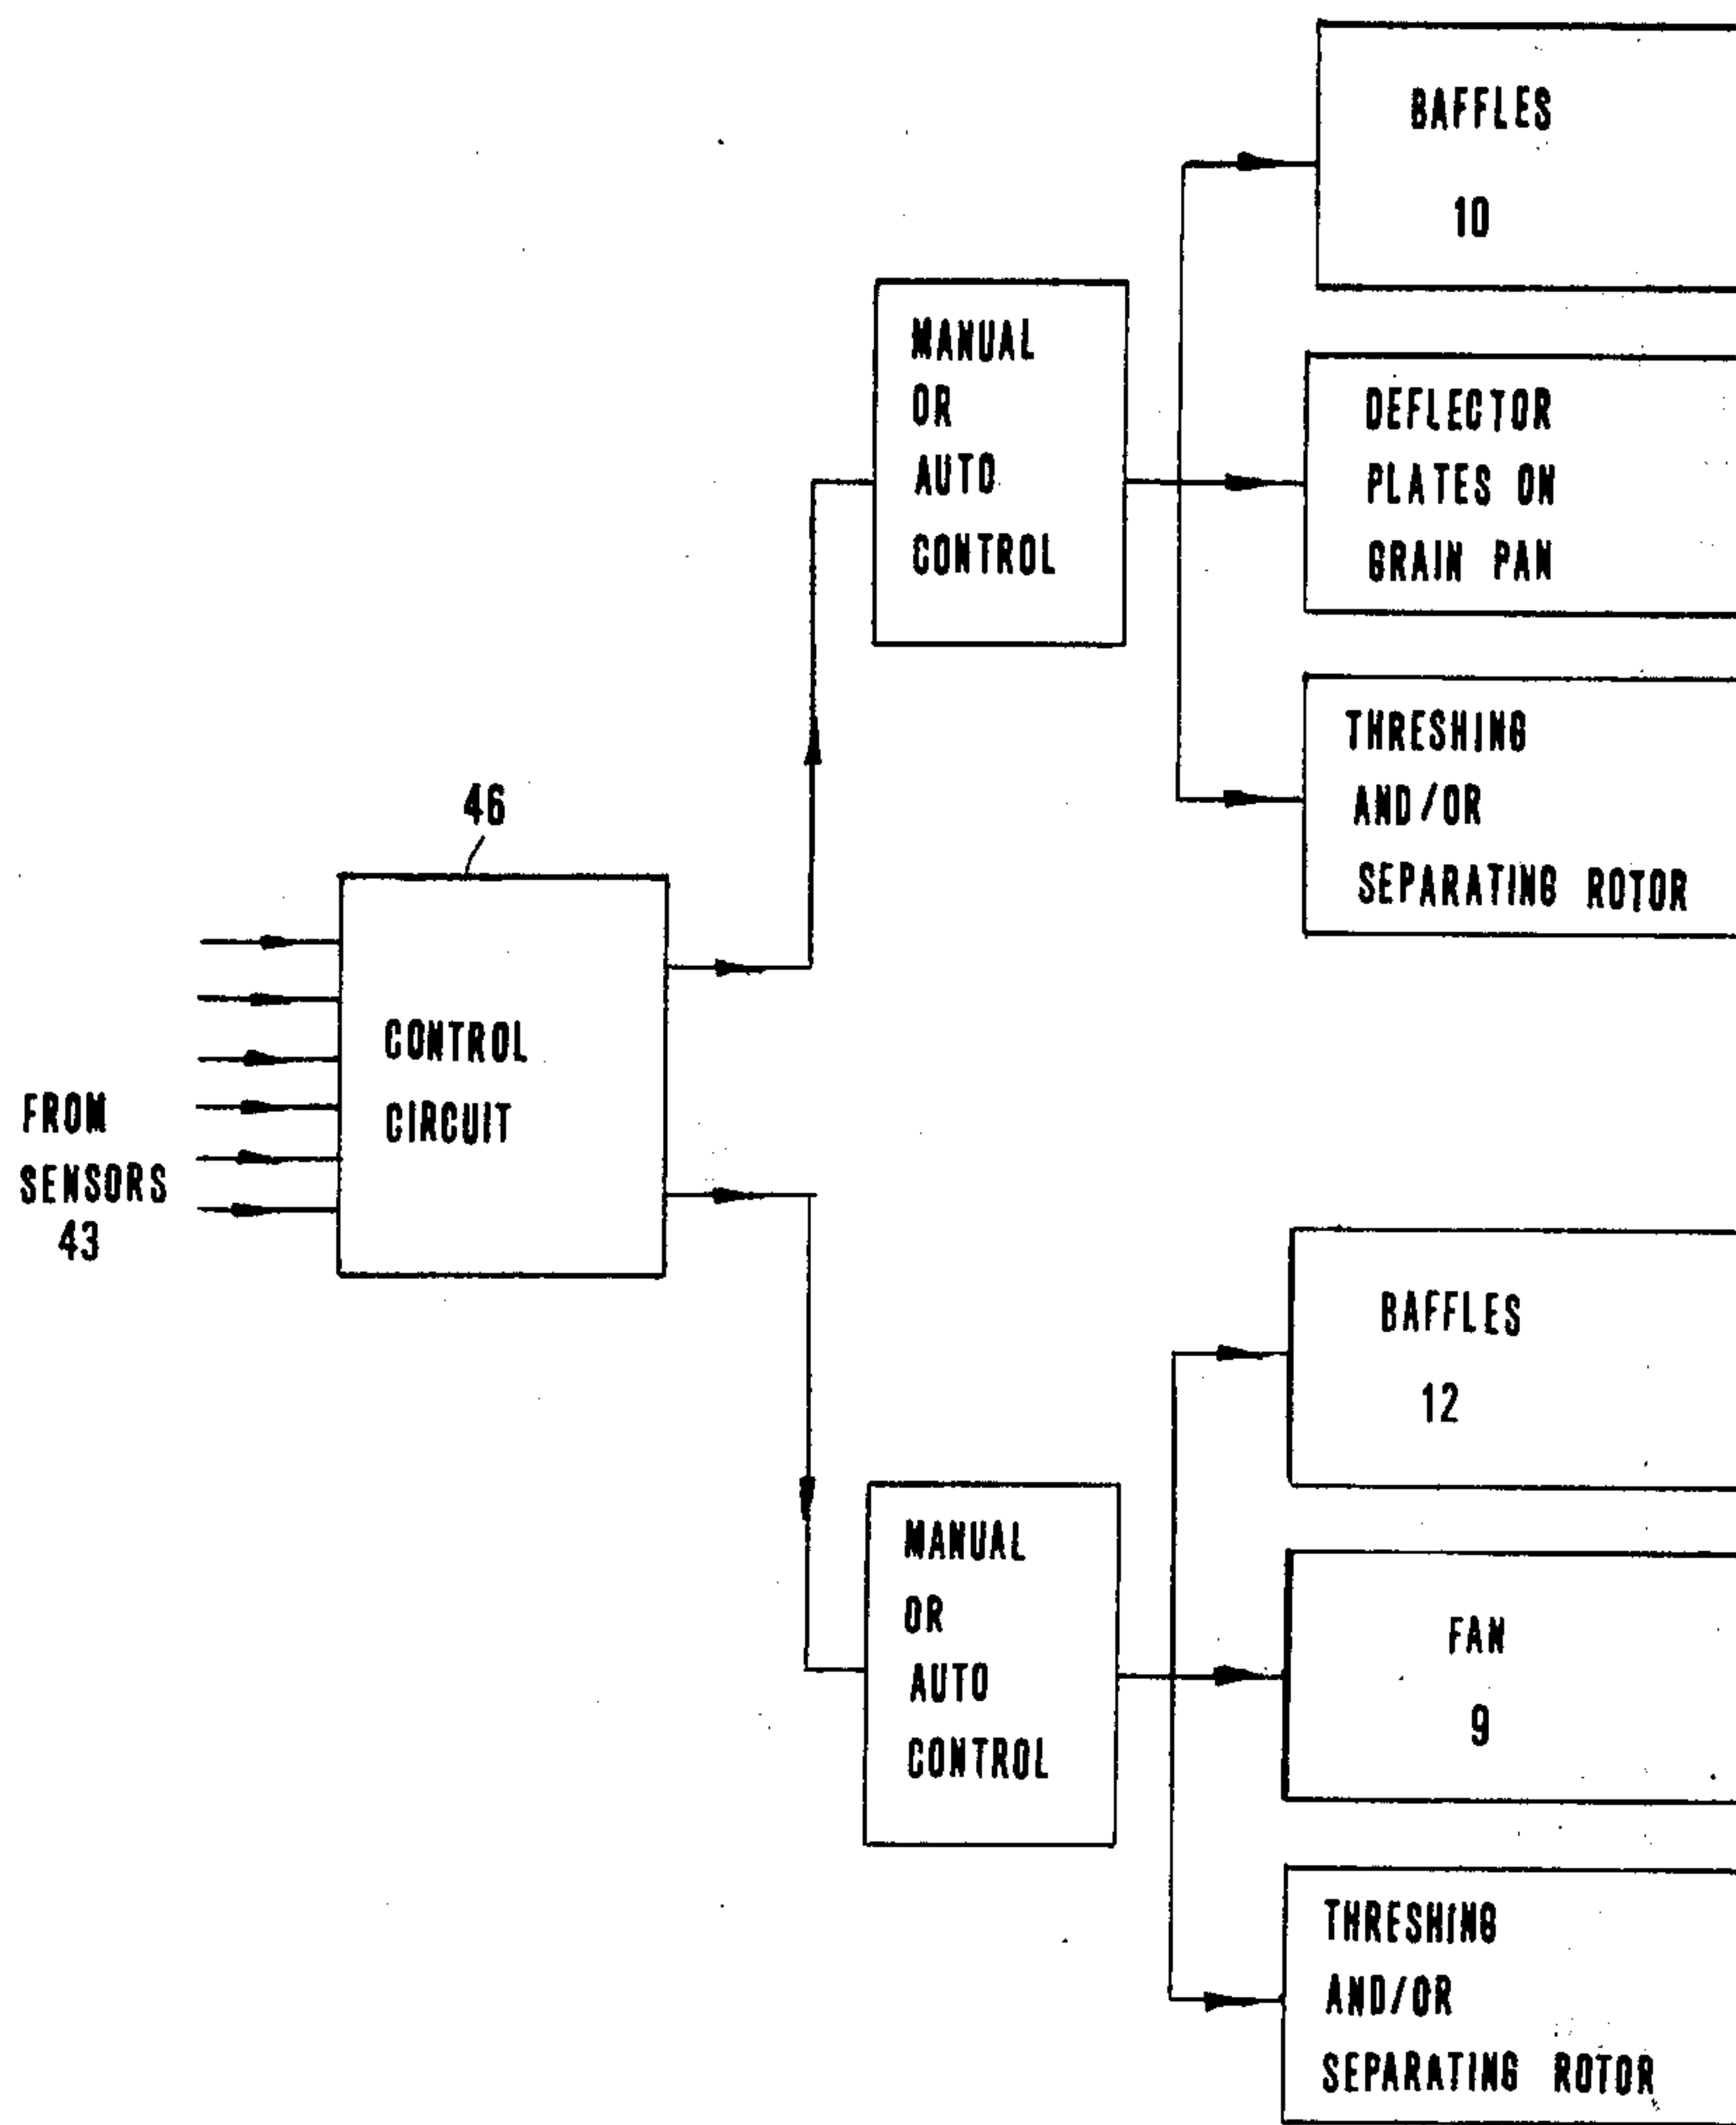 BAFFLES
10
MANUAL
OR
AUTO
CONTROL
DEFLECTOR
PLATES ON
GRAIN PAN
THRESHING
AND/OR
SEPARATING ROTOR
46
CONTROL
CIRCUIT
FROM
SENSORS
43
BAFFLES
12
MANUAL
OR
AUTO
CONTROL
FAN
9
THRESHING
AND/OR
SEPARATING ROTOR